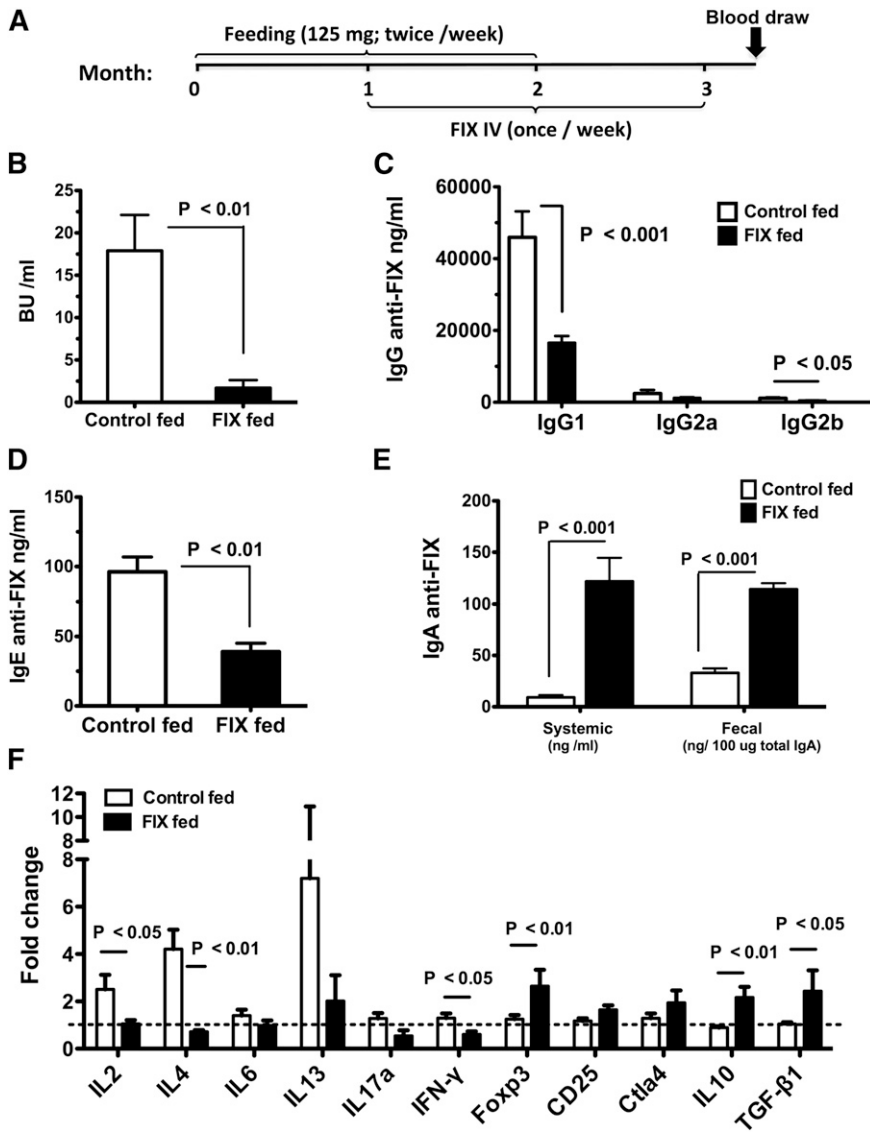 A
Blood draw
Feeding (125 mg; twice /week)
Month:
0 1 2 3
FIX IV (once / week)
B
25
20
15
10
5
0
BU /ml
P < 0.01
Control fed FIX fed
C
60000
40000
20000
0
IgG anti-FIX ng/ml
Control fed
FIX fed
P < 0.001
P < 0.05
IgG1 IgG2a IgG2b
D
150
100
50
0
IgE anti-FIX ng/ml
P < 0.01
Control fed FIX fed
E
200
150
100
50
0
IgA anti-FIX
Control fed
FIX fed
P < 0.001
P < 0.001
Systemic
(ng /ml)
Fecal
(ng/ 100 ug total IgA)
F
12
10
8
8
6
4
2
0
Fold change
Control fed
FIX fed
P < 0.05
P < 0.01
P < 0.05
P < 0.01
P < 0.01
P < 0.05
IL2 IL4 IL6 IL13 IL17a IFN-γ Foxp3 CD25 Ctla4 IL10 TGF-β1